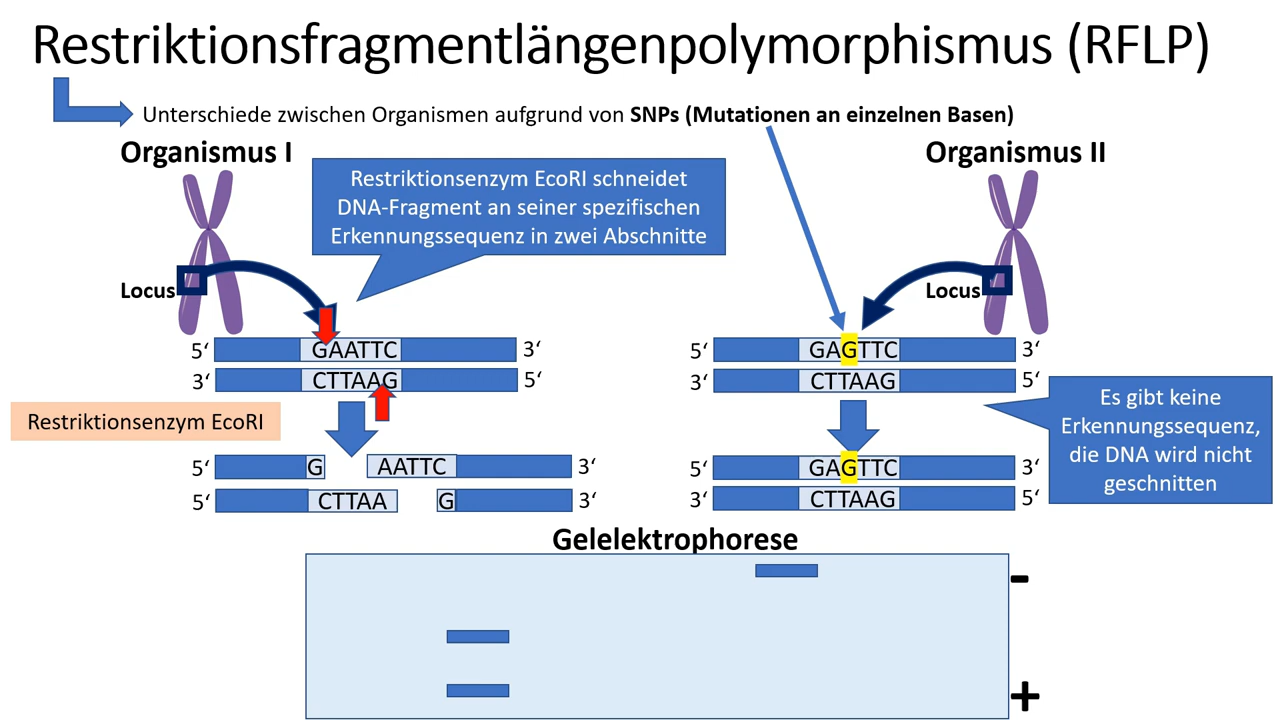 Restriktionsfragmentlängenpolymorphismus (RFLP)
Unterschiede zwischen Organismen aufgrund von SNPs (Mutationen an einzelnen Basen)
Organismus I
Organismus II
Restriktionsenzym EcoRI schneidet
DNA-Fragment an seiner spezifischen
Erkennungssequenz in zwei Abschnitte
Locus
Locus
5‘ GAATTC 3‘
3‘ CTTAAG 5‘
5‘ GAGTTC 3‘
3‘ CTTAAG 5‘
Restriktionsenzym EcoRI
Es gibt keine
Erkennungssequenz,
die DNA wird nicht
geschnitten
5‘ G AATTC 3‘
5‘ CTTAA G 3‘
5‘ GAGTTC 3‘
3‘ CTTAAG 5‘
Gelelektrophorese
-
+